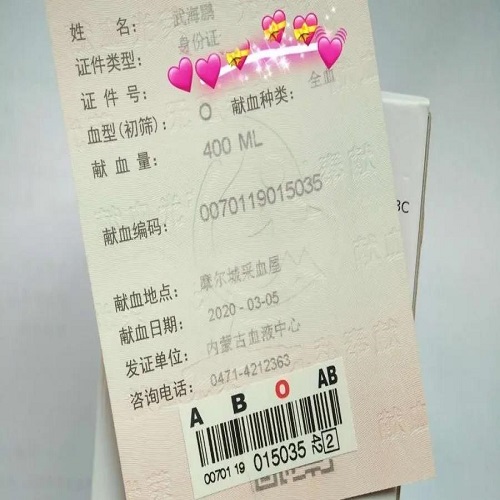 姓 名: 武海鹏
证件类型: 身份证
证 件 号:
血型(初筛): O 献血种类: 全血
献 血 量: 400 ML
献血编码: 0070119015035
献血地点: 摩尔城采血屋
献血日期: 2020-03-05
发证单位: 内蒙古血液中心
咨询电话: 0471-4212363
A B O AB
00701 19 015035 42 2